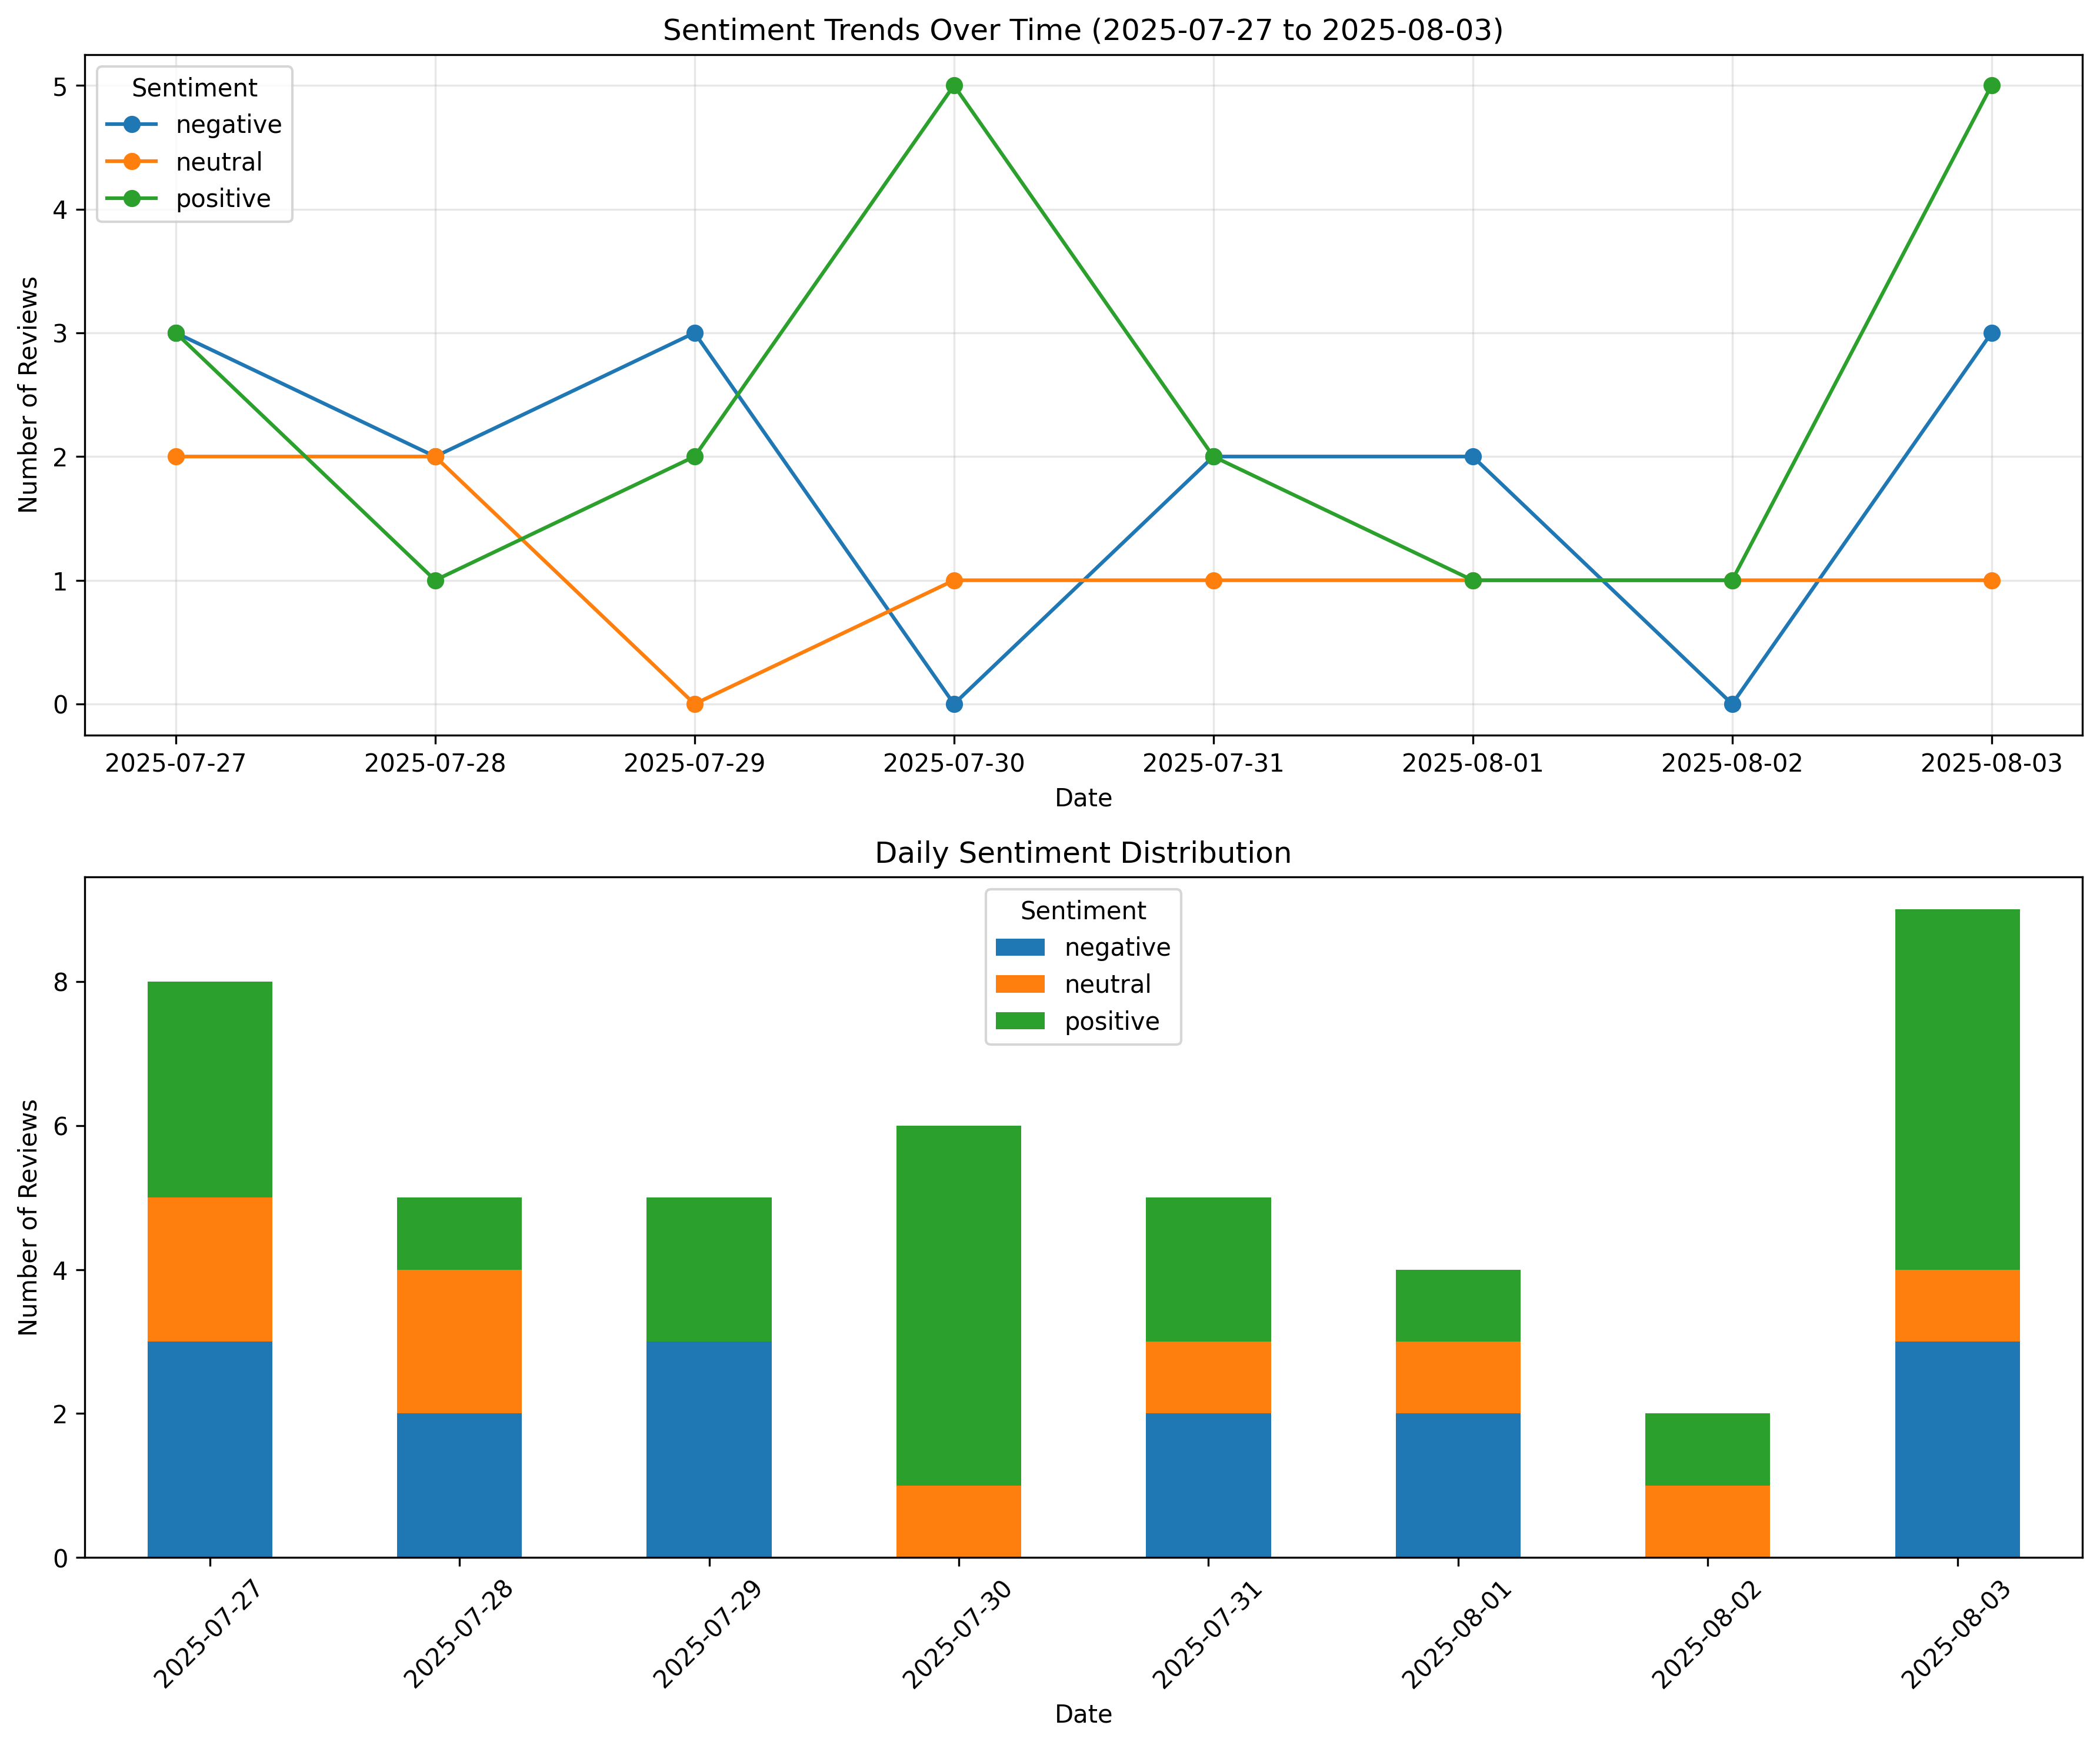 Sentiment Trends Over Time (2025-07-27 to 2025-08-03)
Sentiment
negative
neutral
positive
Number of Reviews
5
4
3
2
1
0
2025-07-27 2025-07-28 2025-07-29 2025-07-30 2025-07-31 2025-08-01 2025-08-02 2025-08-03
Date
Daily Sentiment Distribution
Sentiment
negative
neutral
positive
Number of Reviews
8
6
4
2
0
2025-07-27 2025-07-28 2025-07-29 2025-07-30 2025-07-31 2025-08-01 2025-08-02 2025-08-03
Date